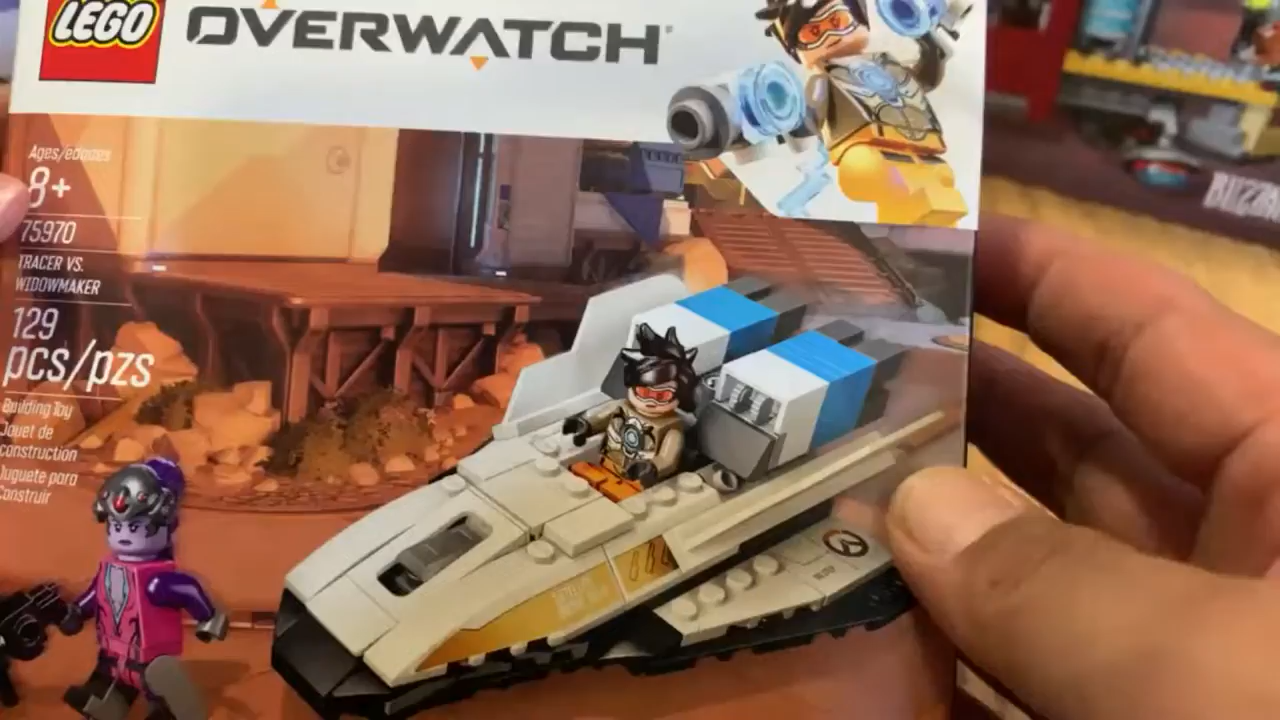 LEGO
OVERWATCH
Ages/edades
8+
75970
TRACER VS.
WIDOWMAKER
129
pcs/pzs
Building Toy
Jouet de
construction
Juguete para
Construir